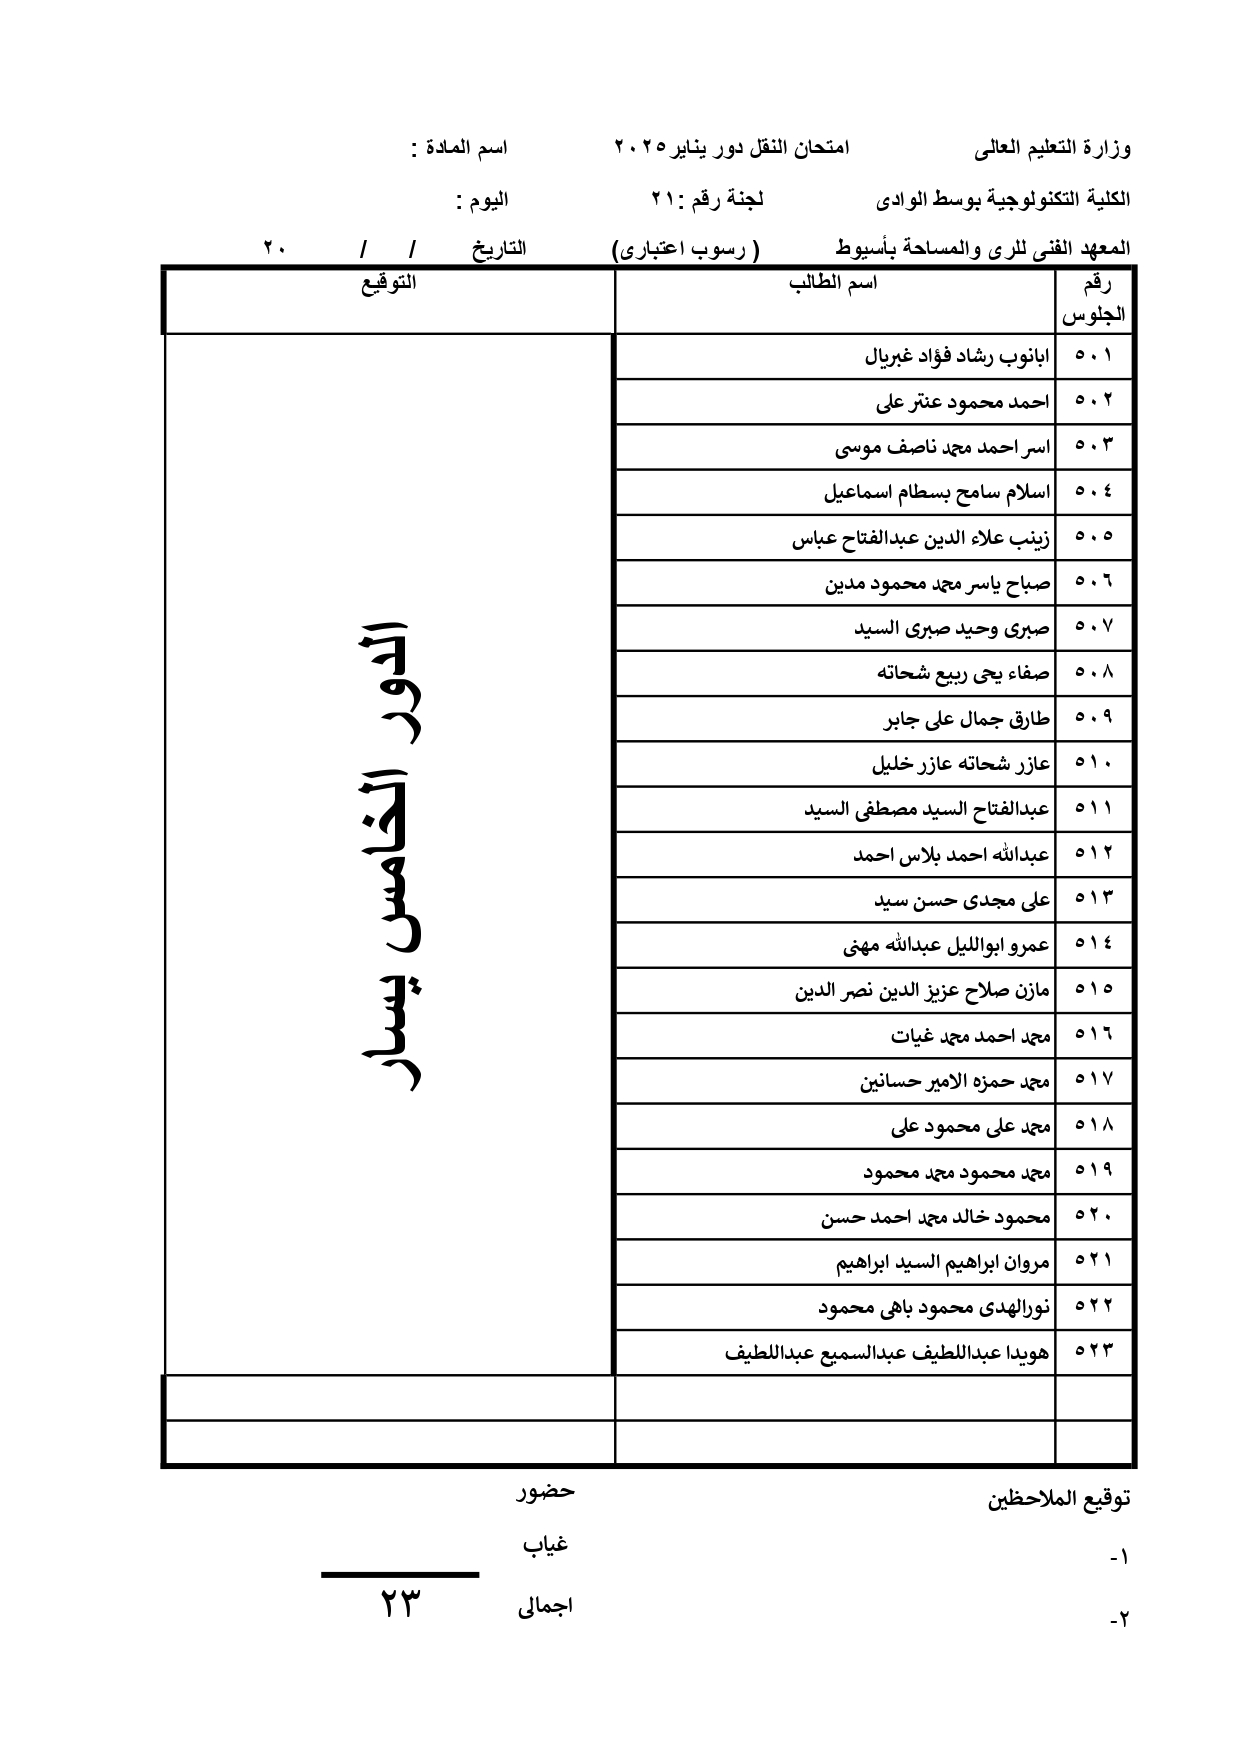 وزارة التعليم العالى امتحان النقل دور يناير ٢٠٢٥ اسم المادة :
الكلية التكنولوجية بوسط الوادى لجنة رقم : ٢١ اليوم :
المعهد الفنى للرى والمساحة بأسيوط ( رسوب اعتبارى) التاريخ / / ٢٠
رقم الجلوس اسم الطالب التوقيع
٥٠١ ابانوب رشاد فؤاد غبريال
٥٠٢ احمد محمود عنتر على
٥٠٣ اسر احمد محمد ناصف موسى
٥٠٤ اسلام سامح بسطام اسماعيل
٥٠٥ زينب علاء الدين عبدالفتاح عباس
٥٠٦ صباح ياسر محمد محمود مدين
٥٠٧ صبرى وحيد صبرى السيد
٥٠٨ صفاء يحى ربيع شحاته
٥٠٩ طارق جمال على جابر
٥١٠ عازر شحاته عازر خليل
٥١١ عبدالفتاح السيد مصطفى السيد
٥١٢ عبدالله احمد بلاس احمد
٥١٣ على مجدى حسن سيد
٥١٤ عمرو ابوالليل عبدالله مهنى
٥١٥ مازن صلاح عزيز الدين نصر الدين
٥١٦ محمد احمد محمد غيات
٥١٧ محمد حمزه الامير حسانين
٥١٨ محمد على محمود على
٥١٩ محمد محمود محمد محمود
٥٢٠ محمود خالد محمد احمد حسن
٥٢١ مروان ابراهيم السيد ابراهيم
٥٢٢ نورالهدى محمود باهى محمود
٥٢٣ هويدا عبداللطيف عبدالسميع عبداللطيف
الدور الخامس يسار
توقيع الملاحظين حضور
١- غياب
٢- اجمالى ٢٣